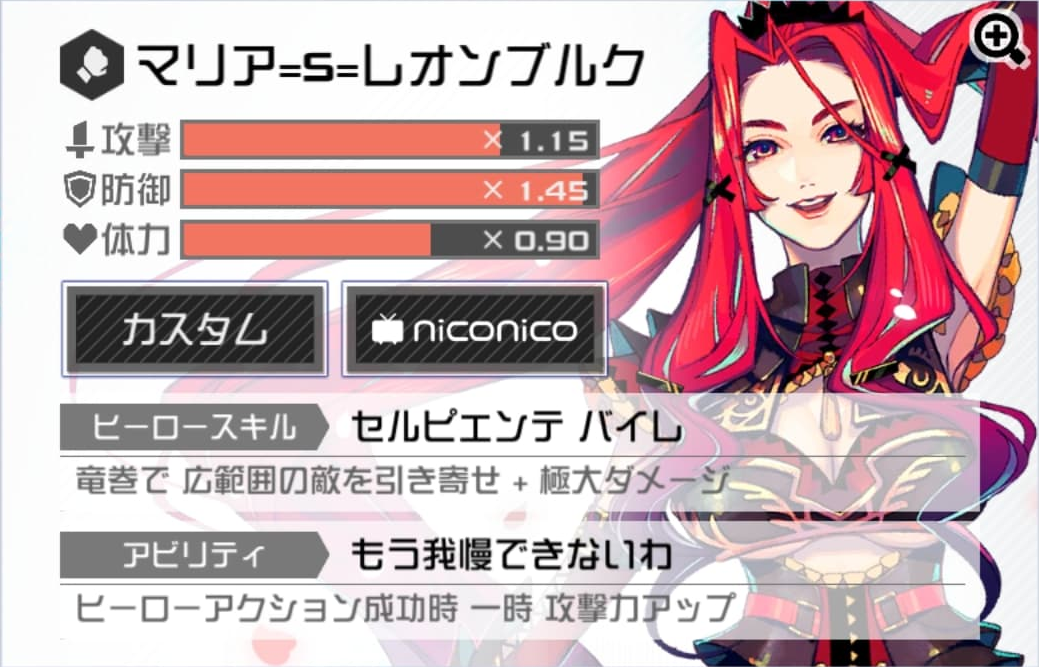 マリア=S=レオンブルク
攻撃 × 1.15
防御 × 1.45
体力 × 0.90
カスタム niconico
ヒーロースキル セルピエンテ バイレ
竜巻で 広範囲の敵を引き寄せ + 極大ダメージ
アビリティ もう我慢できないわ
ヒーローアクション成功時 一時 攻撃力アップ